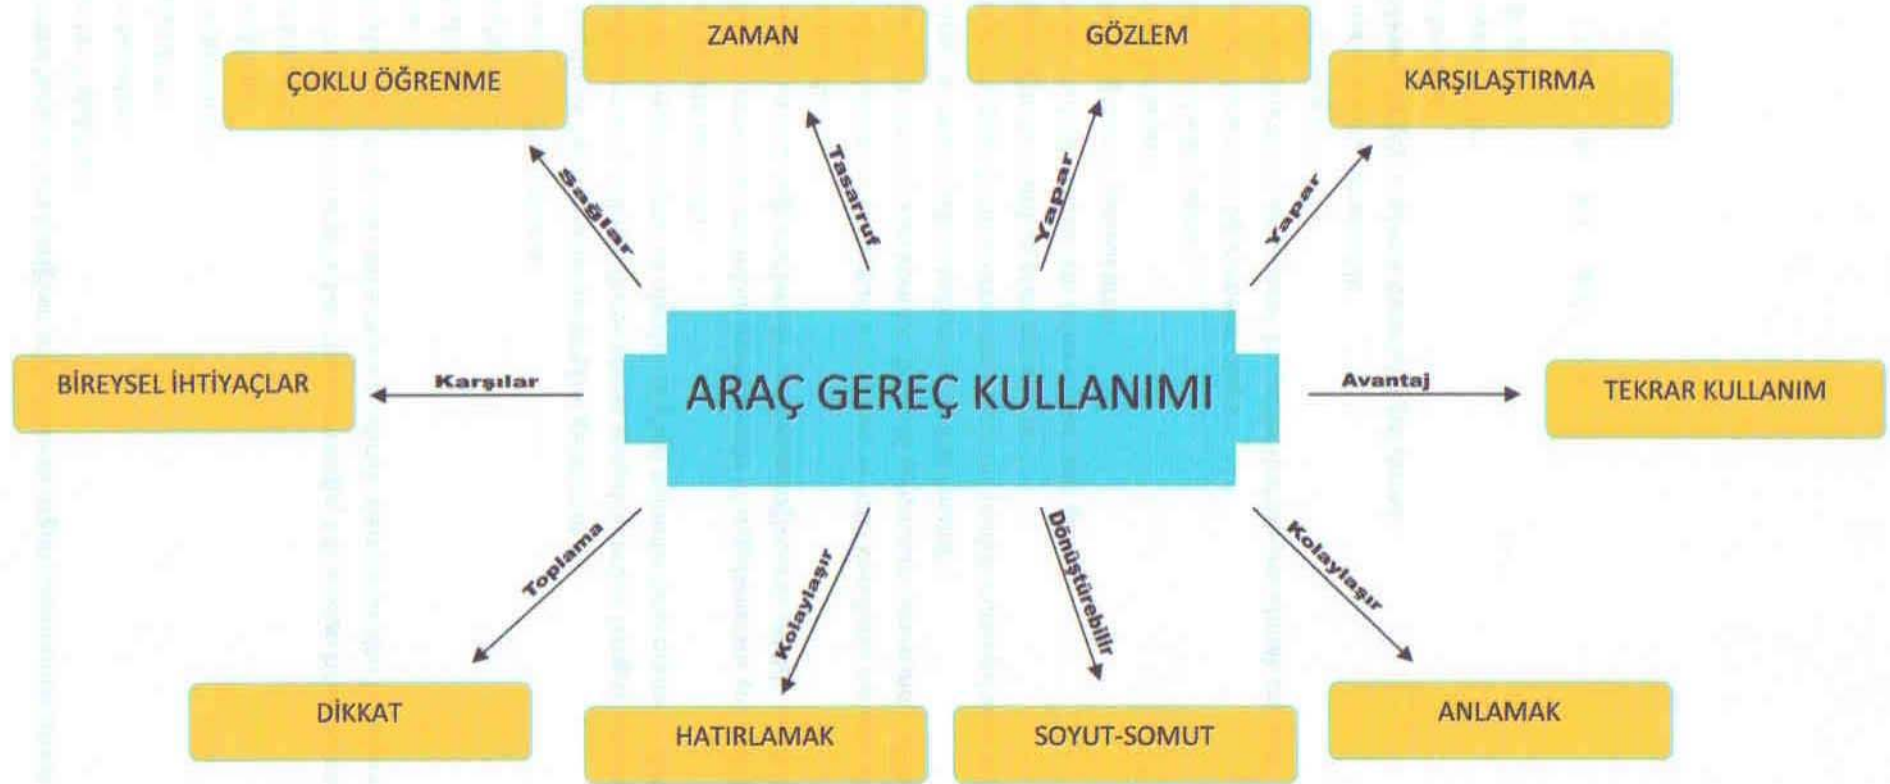 ZAMAN
GÖZLEM
ÇOKLU ÖĞRENME
KARŞILAŞTIRMA
Sağlar
Tasarruf
Yapar
Yapar
BİREYSEL İHTİYAÇLAR
Karşılar
ARAÇ GEREÇ KULLANIMI
Avantaj
TEKRAR KULLANIM
Toplama
Kolaylaşır
Dönüştürebilir
Kolaylaşır
DİKKAT
HATIRLAMAK
SOYUT-SOMUT
ANLAMAK